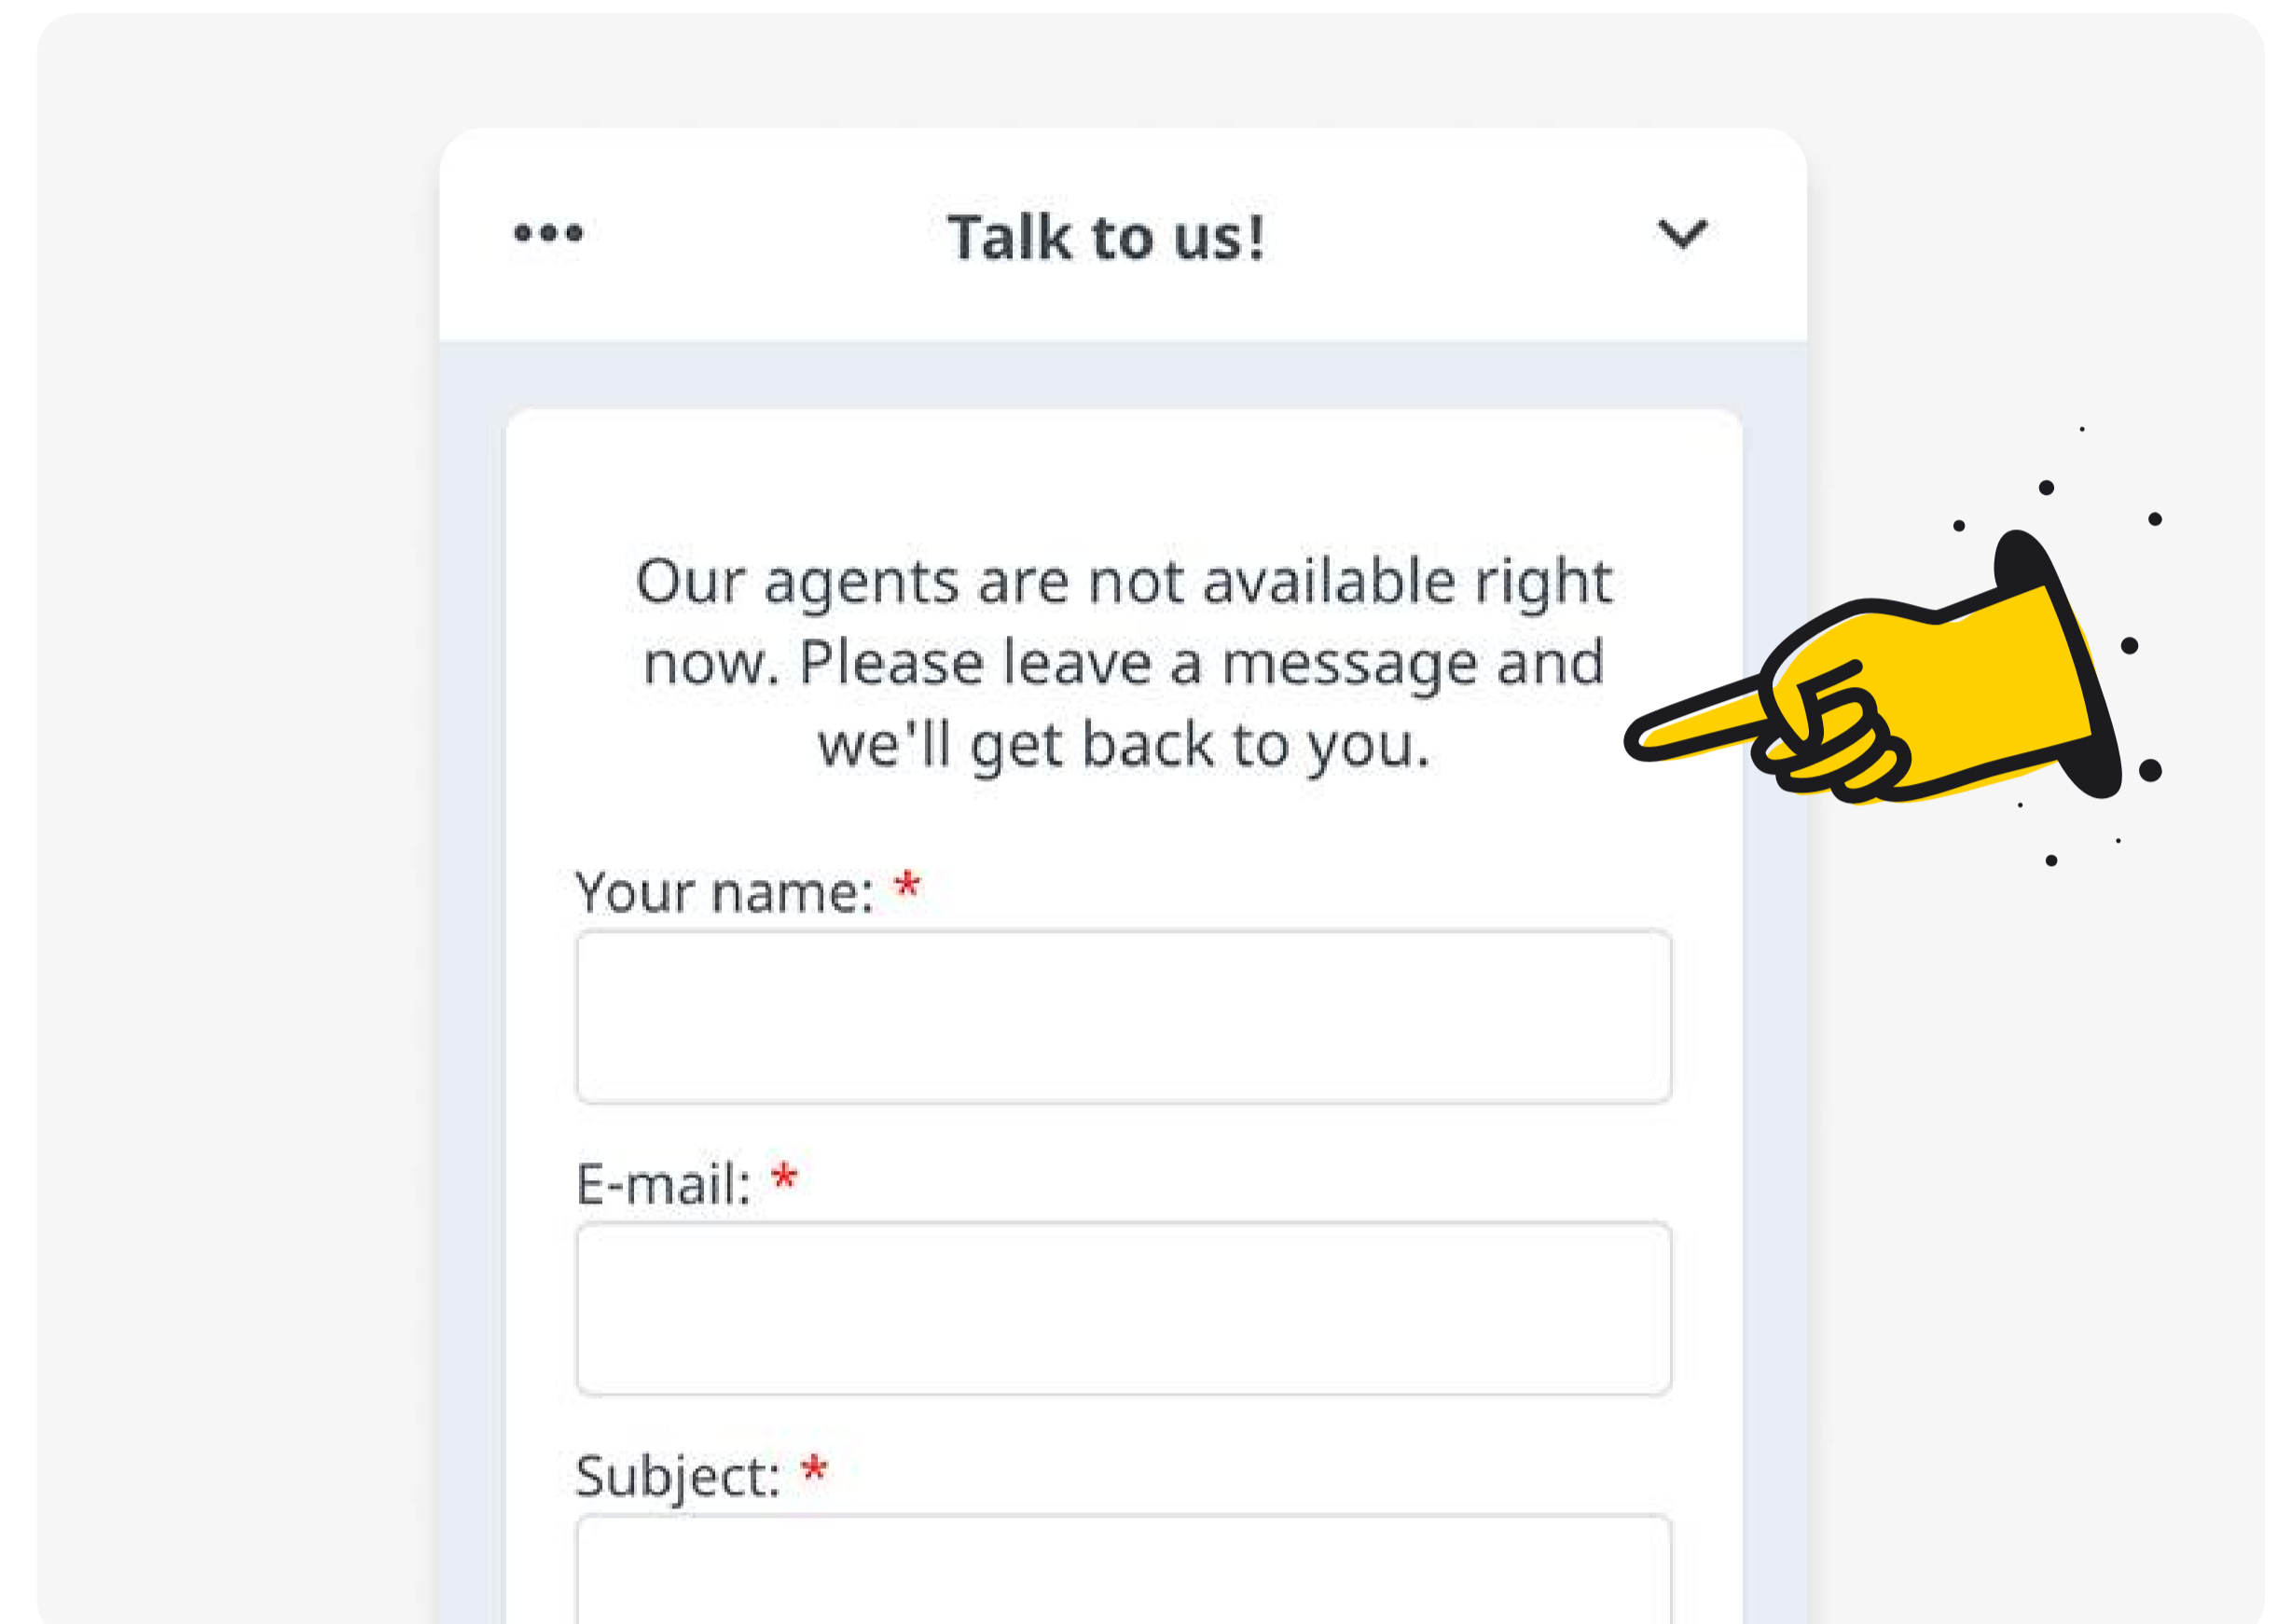 Talk to us!
Our agents are not available right
now. Please leave a message and
we'll get back to you.
Your name: *
E-mail: *
Subject: *